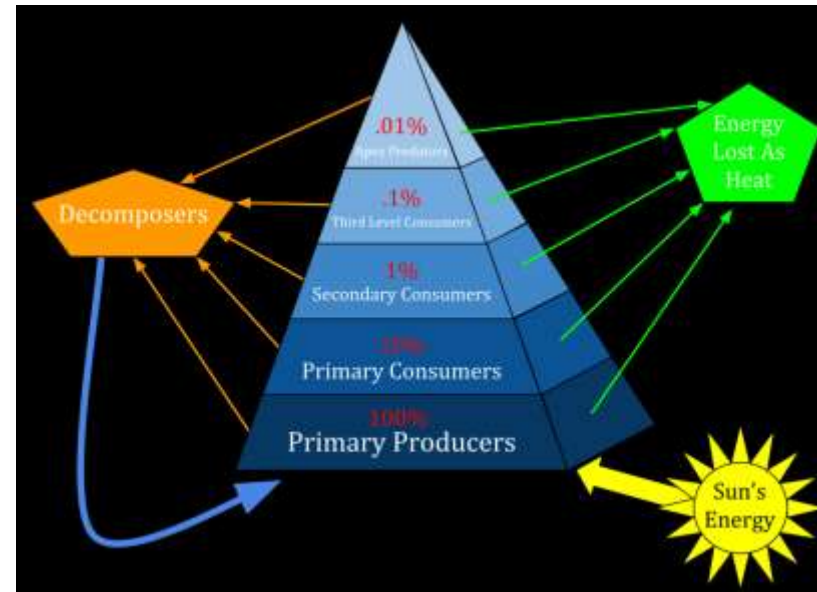 .01%
Apex Predators
.1%
Third Level Consumers
1%
Secondary Consumers
10%
Primary Consumers
100%
Primary Producers
Decomposers
Energy
Lost As
Heat
Sun's
Energy